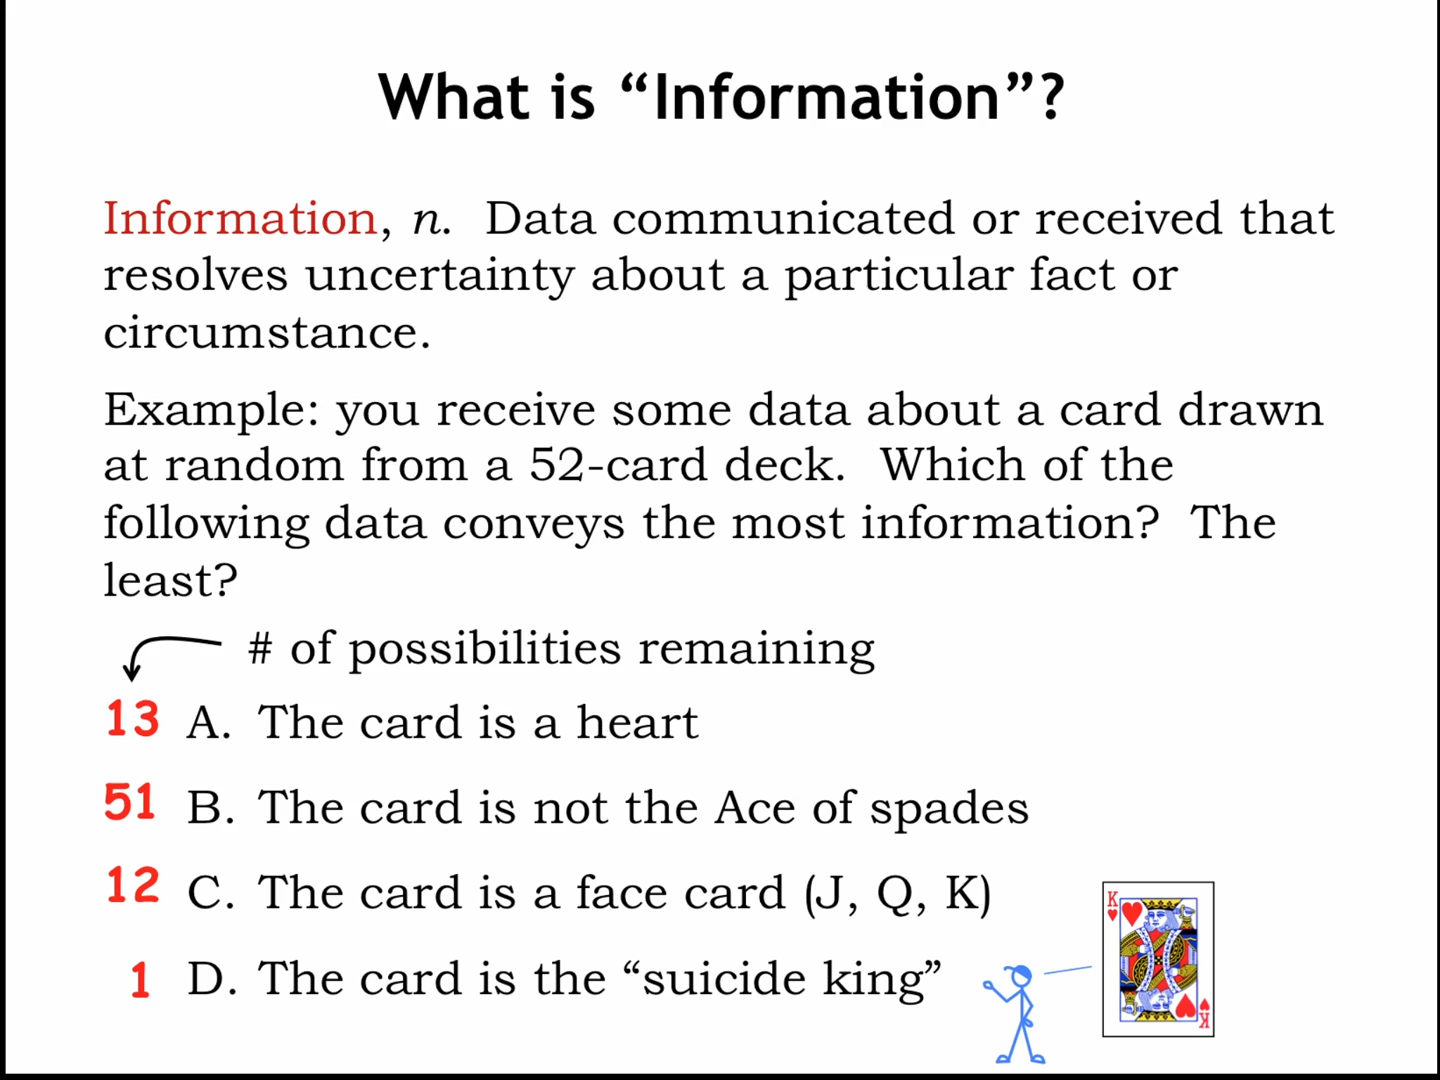 What is “Information”?
Information, n.  Data communicated or received that
resolves uncertainty about a particular fact or
circumstance.
Example: you receive some data about a card drawn
at random from a 52-card deck.  Which of the
following data conveys the most information?  The
least?
# of possibilities remaining
13 A. The card is a heart
51 B. The card is not the Ace of spades
12 C. The card is a face card (J, Q, K)
1 D. The card is the “suicide king”
K
K